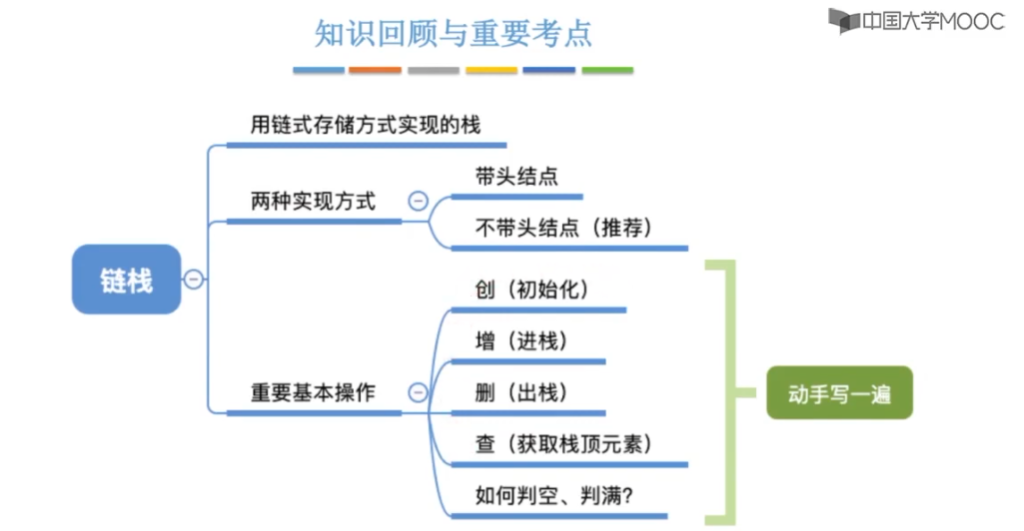 中国大学MOOC
知识回顾与重要考点
用链式存储方式实现的栈
两种实现方式
带头结点
不带头结点（推荐）
链栈
重要基本操作
创（初始化）
增（进栈）
删（出栈）
查（获取栈顶元素）
如何判空、判满?
动手写一遍